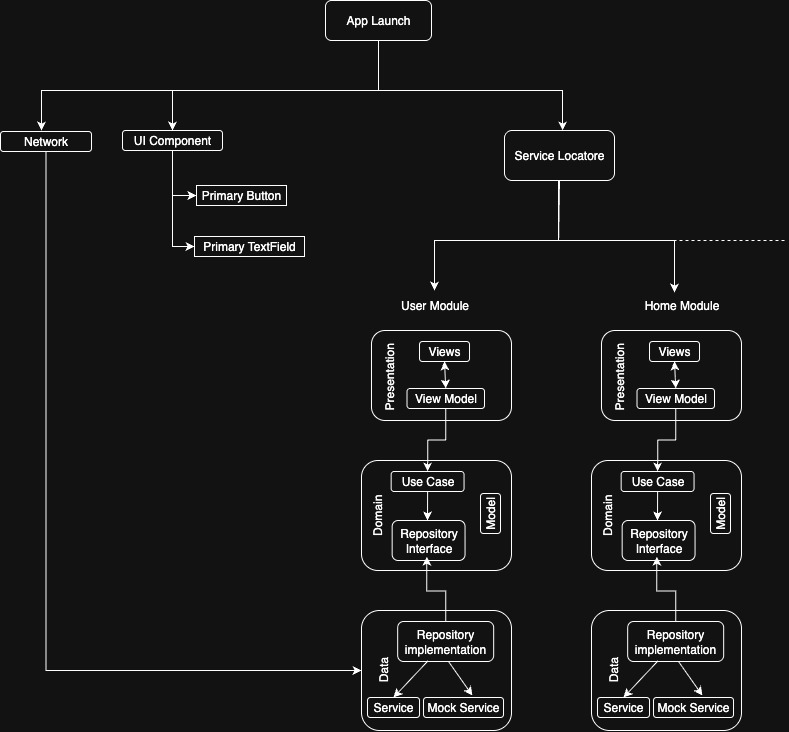 App Launch
Network
UI Component
Service Locatore
Primary Button
Primary TextField
User Module
Home Module
Presentation
Views
View Model
Presentation
Views
View Model
Domain
Use Case
Model
Repository
Interface
Domain
Use Case
Model
Repository
Interface
Data
Repository
implementation
Service
Mock Service
Data
Repository
implementation
Service
Mock Service